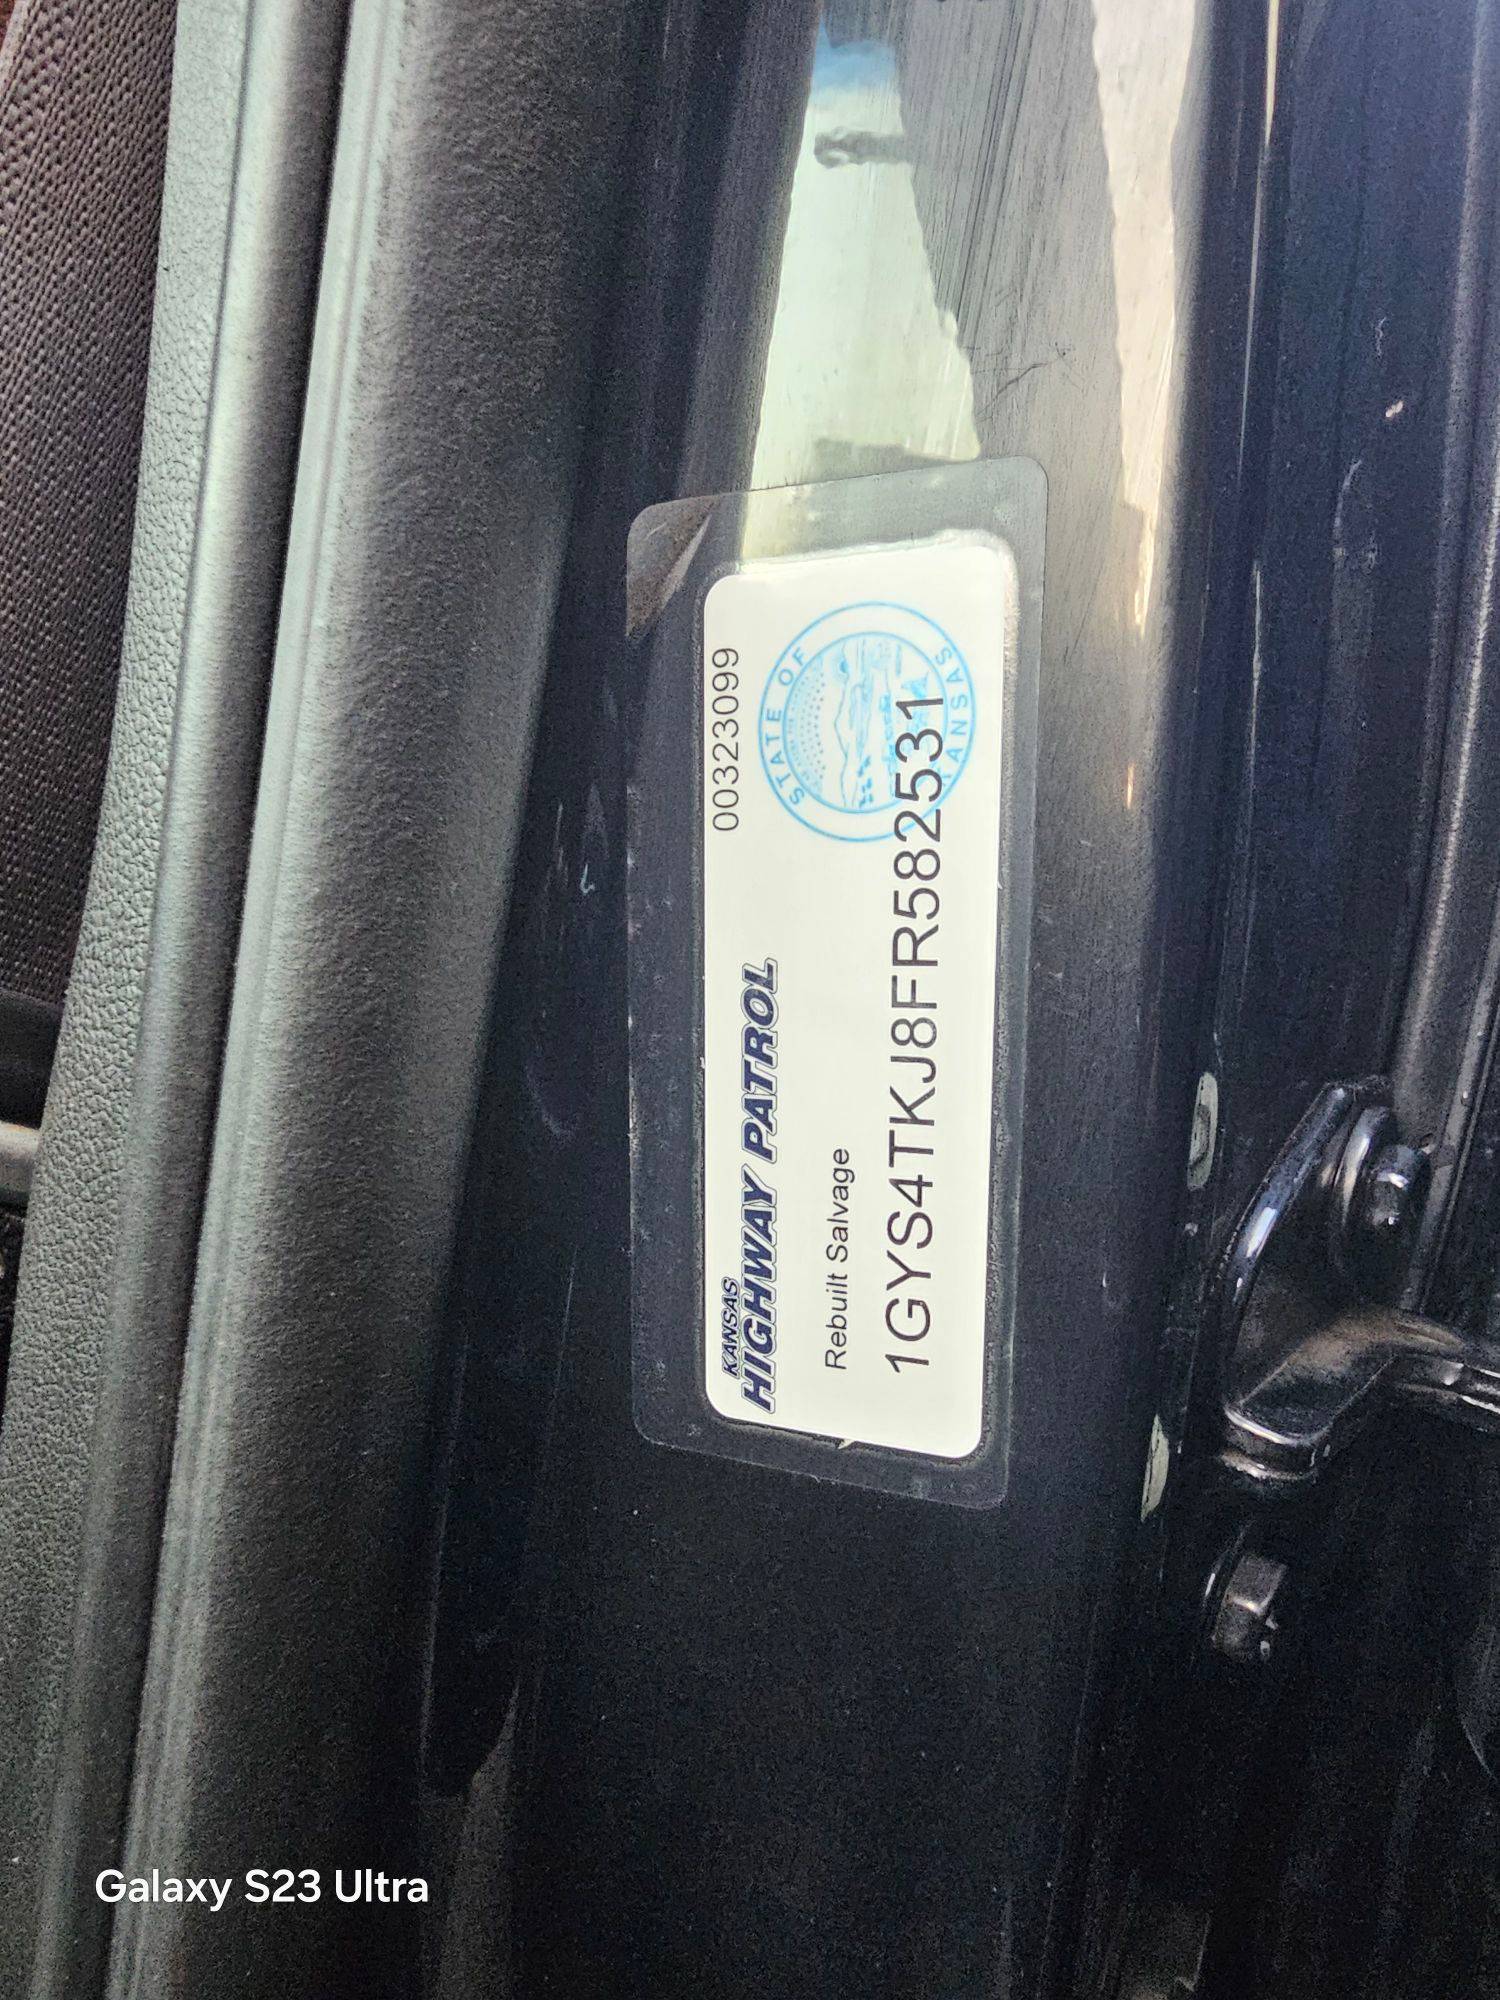 KANSAS
HIGHWAY PATROL
00323099
Rebuilt Salvage
1GYS4TKJ8FR582531
STATE OF
KANSAS
Galaxy S23 Ultra